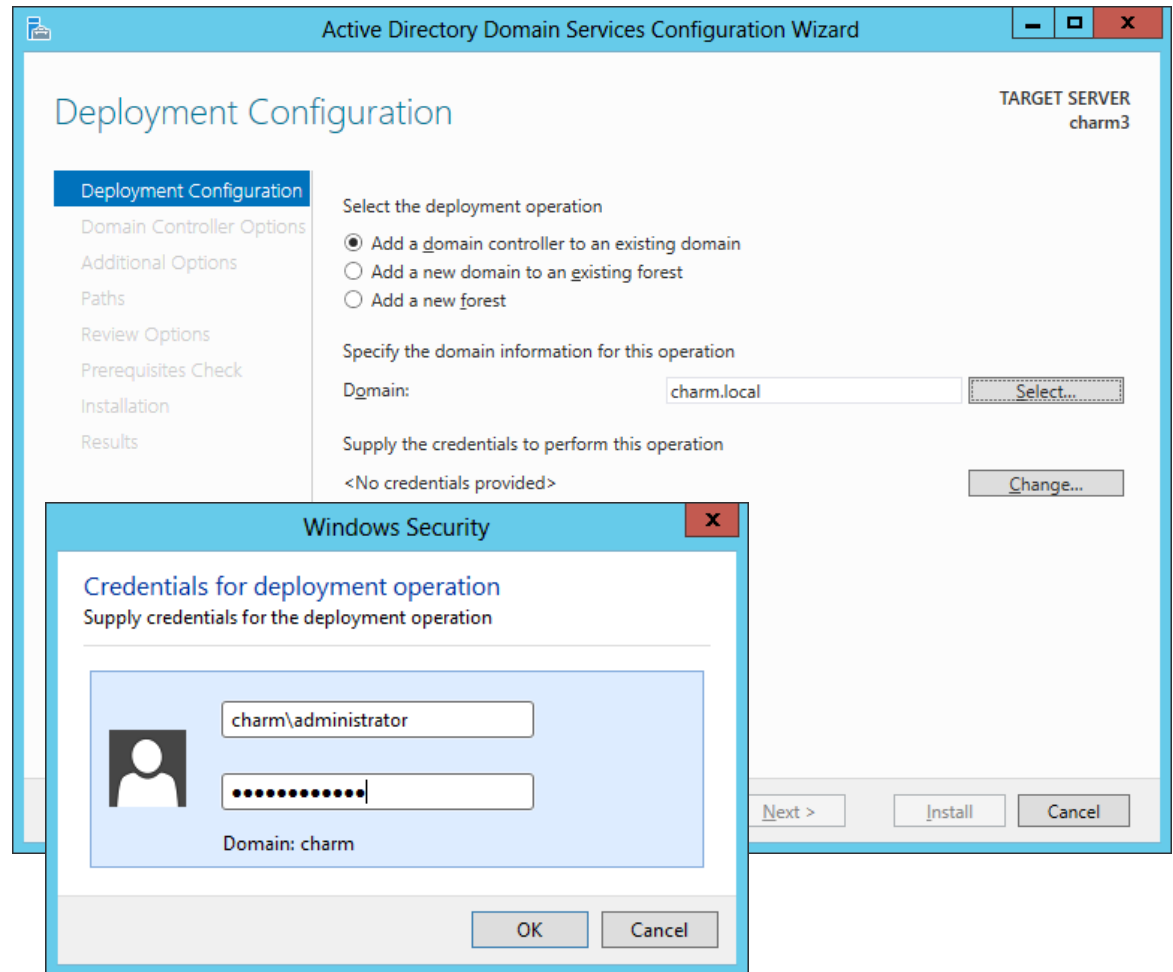 Active Directory Domain Services Configuration Wizard
Deployment Configuration
TARGET SERVER
charm3
Deployment Configuration
Domain Controller Options
Additional Options
Paths
Review Options
Prerequisites Check
Installation
Results
Select the deployment operation
Add a domain controller to an existing domain
Add a new domain to an existing forest
Add a new forest
Specify the domain information for this operation
Domain: charm.local Select...
Supply the credentials to perform this operation
<No credentials provided> Change...
Next > Install Cancel
Windows Security
Credentials for deployment operation
Supply credentials for the deployment operation
charm\administrator
●●●●●●●●●●●●
Domain: charm
OK Cancel